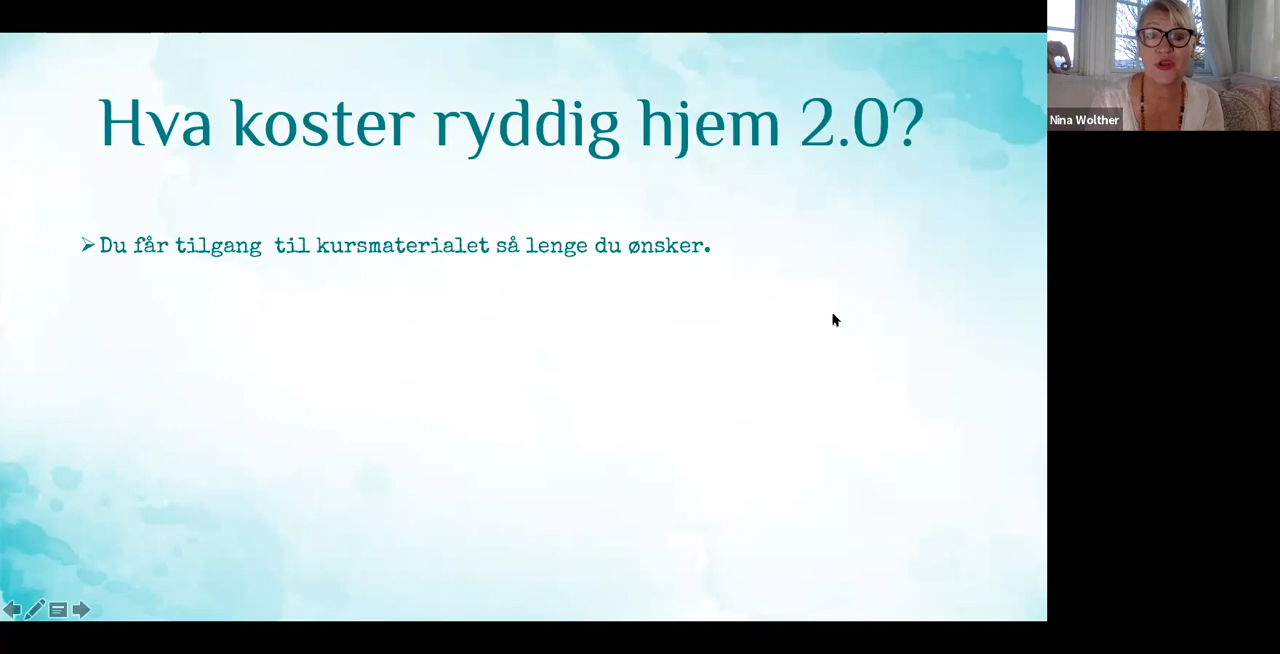 Hva koster ryddig hjem 2.0?
Du får tilgang til kursmaterialet så lenge du ønsker.
Nina Wolther